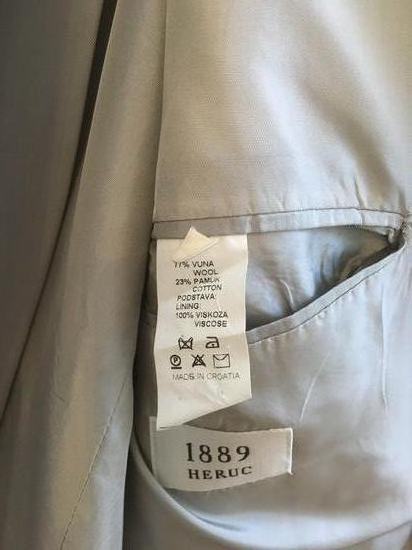 77% VUNA
WOOL
23% PAMUK
COTTON
PODSTAVA:
LINING:
100% VISKOZA
VISCOSE
MADE IN CROATIA
1889
HERUC